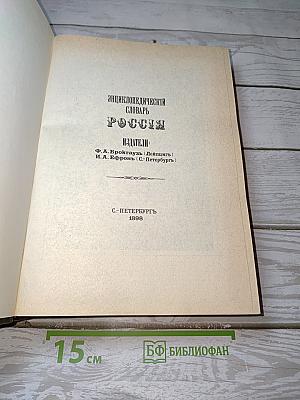 ЭНЦИКЛОПЕДИЧЕСКІЙ
СЛОВАРЬ
РОССІЯ
ИЗДАТЕЛИ:
Ф. А. Брокгаузъ (Лейпцигъ)
И. А. Ефронъ (С.-Петербургъ)
С.-ПЕТЕРБУРГЪ
1898
15 см
БФ БИБЛИОФАН